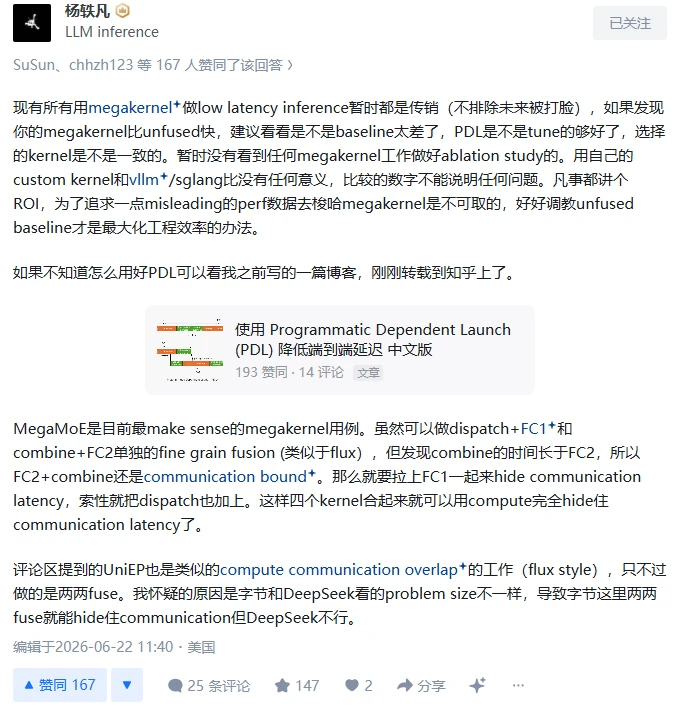 杨轶凡
LLM inference
已关注
SuSun、chhzh123 等 167 人赞同了该回答 ›
现有所有用megakernel做low latency inference暂时都是传销（不排除未来被打脸），如果发现
你的megakernel比unfused快，建议看看是不是baseline太差了，PDL是不是tune的够好了，选择
的kernel是不是一致的。暂时没有看到任何megakernel工作做好ablation study的。用自己的
custom kernel和vllm/sglang比没有任何意义，比较的数字不能说明任何问题。凡事都讲个
ROI，为了追求一点misleading的perf数据去梭哈megakernel是不可取的，好好调教unfused
baseline才是最大化工程效率的办法。
如果不知道怎么用好PDL可以看我之前写的一篇博客，刚刚转载到知乎上了。
使用 Programmatic Dependent Launch
(PDL) 降低端到端延迟 中文版
193 赞同 · 14 评论 文章
MegaMoE是目前最make sense的megakernel用例。虽然可以做dispatch+FC1和
combine+FC2单独的fine grain fusion (类似于flux），但发现combine的时间长于FC2，所以
FC2+combine还是communication bound。那么就要拉上FC1一起来hide communication
latency，索性就把dispatch也加上。这样四个kernel合起来就可以用compute完全hide住
communication latency了。
评论区提到的UniEP也是类似的compute communication overlap的工作（flux style），只不过
做的是两两fuse。我怀疑的原因是字节和DeepSeek看的problem size不一样，导致字节这里两两
fuse就能hide住communication但DeepSeek不行。
编辑于2026-06-22 11:40 · 美国
赞同 167
25 条评论
147
2
分享